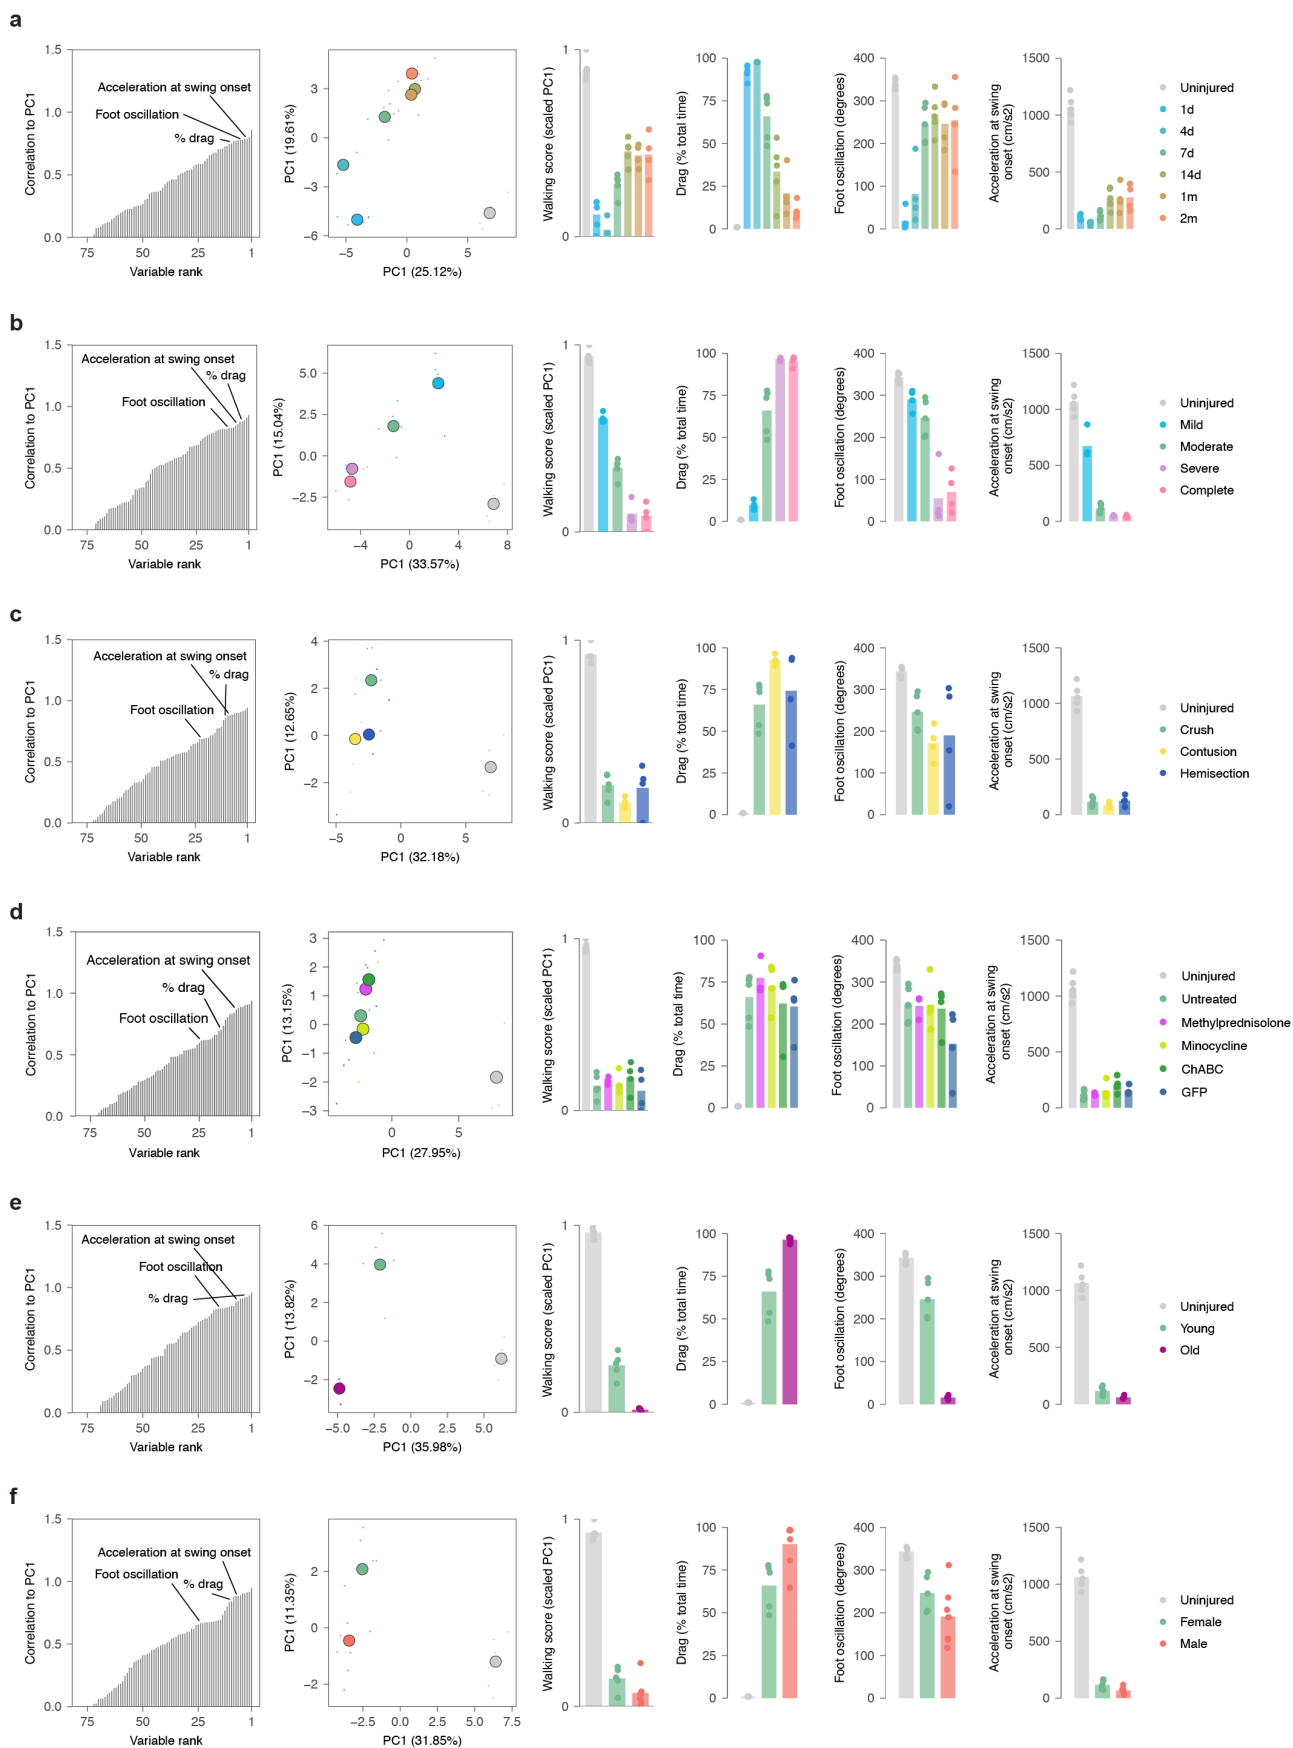 a
Correlation to PC1
1.5
1.0
0.5
0.0
Acceleration at swing onset
Foot oscillation
% drag
75
50
25
1
Variable rank
PC1 (19.61%)
3
0
−3
−6
−5
0
5
PC1 (25.12%)
Walking score (scaled PC1)
1
0
Drag (% total time)
100
75
50
25
0
Foot oscillation (degrees)
400
300
200
100
0
Acceleration at swing
onset (cm/s2)
1500
1000
500
0
Uninjured
1d
4d
7d
14d
1m
2m
b
Correlation to PC1
1.5
1.0
0.5
0.0
Acceleration at swing onset
% drag
Foot oscillation
75
50
25
1
Variable rank
PC1 (15.04%)
5.0
2.5
0.0
−2.5
−4
0
4
8
PC1 (33.57%)
Walking score (scaled PC1)
1
0
Drag (% total time)
100
75
50
25
0
Foot oscillation (degrees)
400
300
200
100
0
Acceleration at swing
onset (cm/s2)
1500
1000
500
0
Uninjured
Mild
Moderate
Severe
Complete
c
Correlation to PC1
1.5
1.0
0.5
0.0
Acceleration at swing onset
% drag
Foot oscillation
75
50
25
1
Variable rank
PC1 (12.65%)
4
2
0
−2
−5
0
5
PC1 (32.18%)
Walking score (scaled PC1)
1
0
Drag (% total time)
100
75
50
25
0
Foot oscillation (degrees)
400
300
200
100
0
Acceleration at swing
onset (cm/s2)
1500
1000
500
0
Uninjured
Crush
Contusion
Hemisection
d
Correlation to PC1
1.5
1.0
0.5
0.0
Acceleration at swing onset
% drag
Foot oscillation
75
50
25
1
Variable rank
PC1 (13.15%)
3
2
1
0
−1
−2
−3
0
5
PC1 (27.95%)
Walking score (scaled PC1)
1
0
Drag (% total time)
100
75
50
25
0
Foot oscillation (degrees)
400
300
200
100
0
Acceleration at swing
onset (cm/s2)
1500
1000
500
0
Uninjured
Untreated
Methylprednisolone
Minocycline
ChABC
GFP
e
Correlation to PC1
1.5
1.0
0.5
0.0
Acceleration at swing onset
Foot oscillation
% drag
75
50
25
1
Variable rank
PC1 (13.82%)
6
4
2
0
−2
−5.0
−2.5
0.0
2.5
5.0
PC1 (35.98%)
Walking score (scaled PC1)
1
0
Drag (% total time)
100
75
50
25
0
Foot oscillation (degrees)
400
300
200
100
0
Acceleration at swing
onset (cm/s2)
1500
1000
500
0
Uninjured
Young
Old
f
Correlation to PC1
1.5
1.0
0.5
0.0
Acceleration at swing onset
Foot oscillation
% drag
75
50
25
1
Variable rank
PC1 (11.35%)
2
0
−2
−2.5
0.0
2.5
5.0
7.5
PC1 (31.85%)
Walking score (scaled PC1)
1
0
Drag (% total time)
100
75
50
25
0
Foot oscillation (degrees)
400
300
200
100
0
Acceleration at swing
onset (cm/s2)
1500
1000
500
0
Uninjured
Female
Male